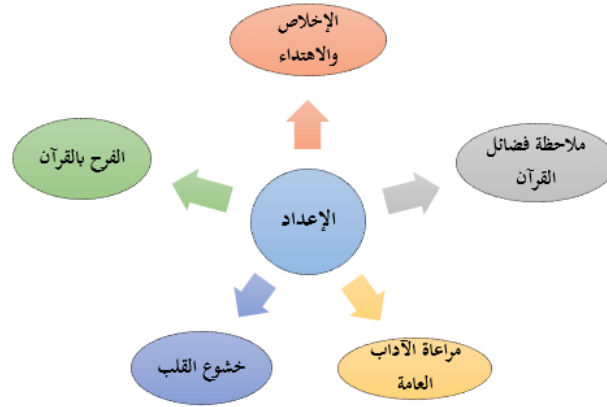 الإخلاص
والاهتداء
ملاحظة فضائل
القرآن
الفرح بالقرآن
الإعداد
مراعاة الآداب
العامة
خشوع القلب